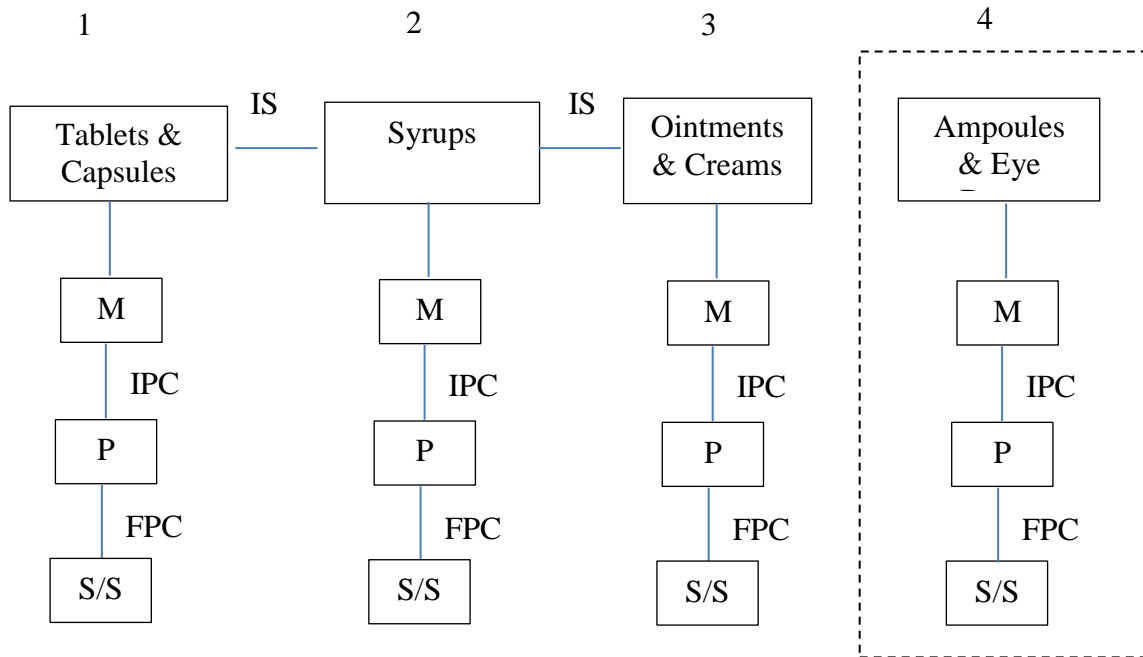 1 2 3 4
IS IS
Tablets & Capsules Syrups Ointments & Creams Ampoules & Eye
M M M M
IPC IPC IPC IPC
P P P P
FPC FPC FPC FPC
S/S S/S S/S S/S